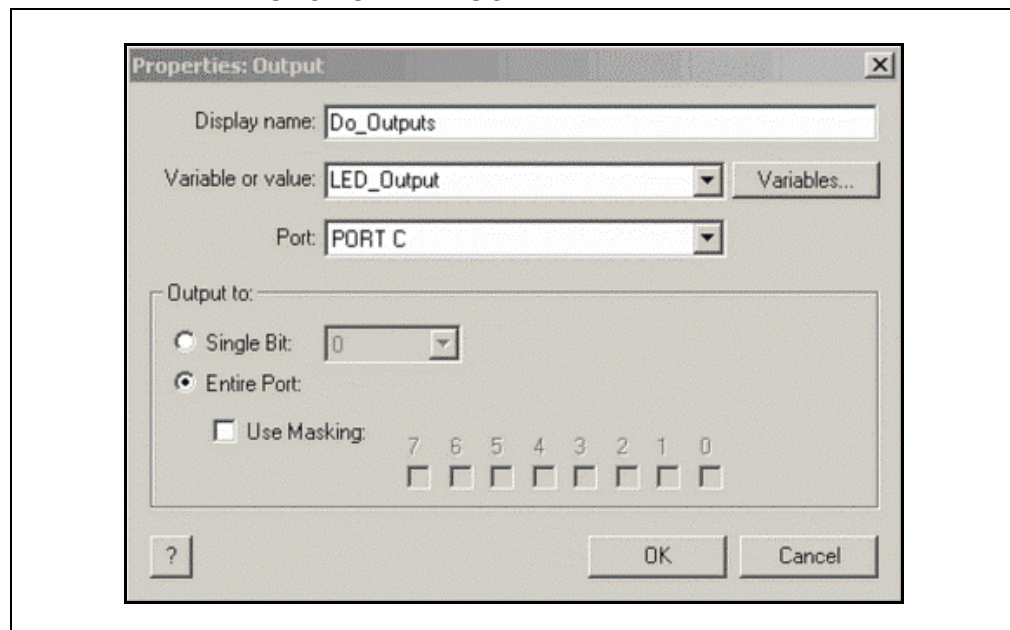 Properties: Output
Display name: Do_Outputs
Variable or value: LED_Output Variables...
Port: PORT C
Output to:
Single Bit: 0
Entire Port:
Use Masking:
7 6 5 4 3 2 1 0
? OK Cancel